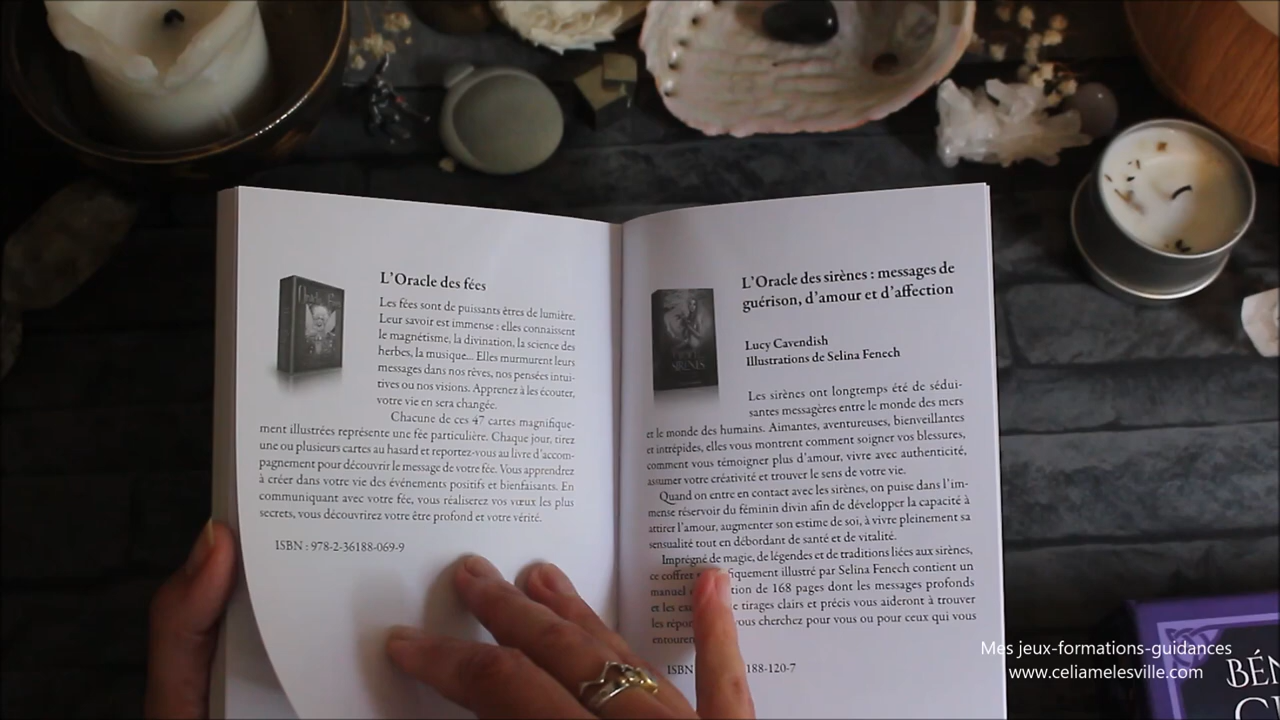 L'Oracle des fées
Les fées sont de puissants êtres de lumière.
Leur savoir est immense : elles connaissent
le magnétisme, la divination, la science des
herbes, la musique... Elles murmurent leurs
messages dans nos rêves, nos pensées intui-
tives ou nos visions. Apprenez à les écouter,
votre vie en sera changée.
Chacune de ces 47 cartes magnifique-
ment illustrées représente une fée particulière. Chaque jour, tirez
une ou plusieurs cartes au hasard et reportez-vous au livre d'accom-
pagnement pour découvrir le message de votre fée. Vous apprendrez
à créer dans votre vie des événements positifs et bienfaisants. En
communiquant avec votre fée, vous réaliserez vos vœux les plus
secrets, vous découvrirez votre être profond et votre vérité.
ISBN : 978-2-36188-069-9
L'Oracle des sirènes : messages de
guérison, d'amour et d'affection
Lucy Cavendish
Illustrations de Selina Fenech
SIRÈNES
Les sirènes ont longtemps été de sédui-
santes messagères entre le monde des mers
et le monde des humains. Aimantes, aventureuses, bienveillantes
et intrépides, elles vous montrent comment soigner vos blessures,
comment vous témoigner plus d'amour, vivre avec authenticité,
assumer votre créativité et trouver le sens de votre vie.
Quand on entre en contact avec les sirènes, on puise dans l'im-
mense réservoir du féminin divin afin de développer la capacité à
attirer l'amour, augmenter son estime de soi, à vivre pleinement sa
sensualité tout en débordant de santé et de vitalité.
Imprégné de magie, de légendes et de traditions liées aux sirènes,
ce coffret quement illustré par Selina Fenech contient un
manuel tion de 168 pages dont les messages profonds
et les tirages clairs et précis vous aideront à trouver
les vous cherchez pour vous ou pour ceux qui vous
entouren
ISBN 188-120-7
Mes jeux-formations-guidances
www.celiamelesville.com
BÉN